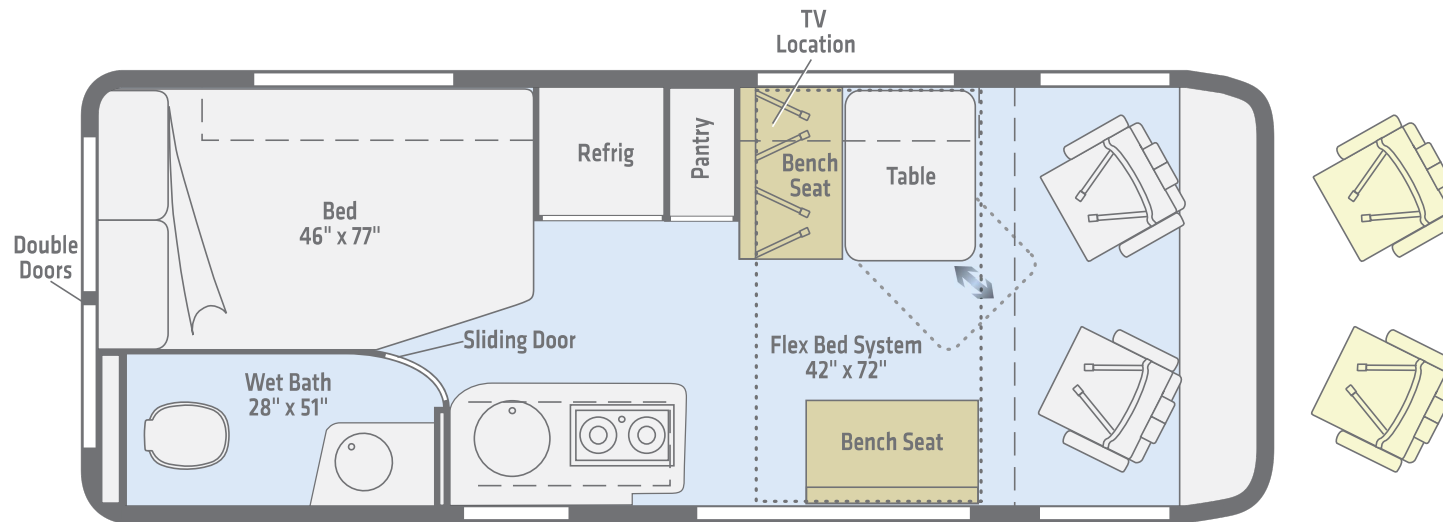 TV
Location
Refrig
Pantry
Bench
Seat
Table
Bed
46" x 77"
Double
Doors
Sliding Door
Flex Bed System
42" x 72"
Wet Bath
28" x 51"
Bench Seat